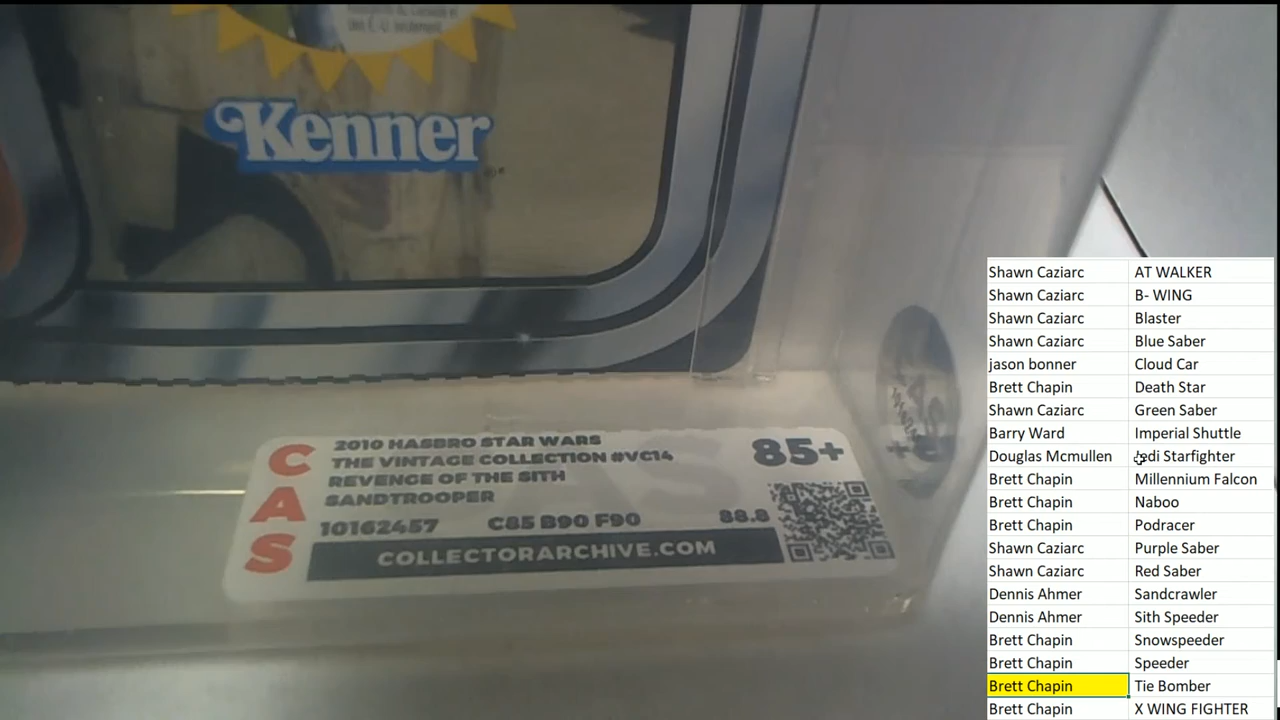 Kenner
CAS
2010 HASBRO STAR WARS
THE VINTAGE COLLECTION #VC14
REVENGE OF THE SITH
SANDTROOPER
85+
10162457 C85 B90 F90 88.8
COLLECTORARCHIVE.COM
Shawn Caziarc AT WALKER
Shawn Caziarc B- WING
Shawn Caziarc Blaster
Shawn Caziarc Blue Saber
jason bonner Cloud Car
Brett Chapin Death Star
Shawn Caziarc Green Saber
Barry Ward Imperial Shuttle
Douglas Mcmullen Jedi Starfighter
Brett Chapin Millennium Falcon
Brett Chapin Naboo
Brett Chapin Podracer
Shawn Caziarc Purple Saber
Shawn Caziarc Red Saber
Dennis Ahmer Sandcrawler
Dennis Ahmer Sith Speeder
Brett Chapin Snowspeeder
Brett Chapin Speeder
Brett Chapin Tie Bomber
Brett Chapin X WING FIGHTER